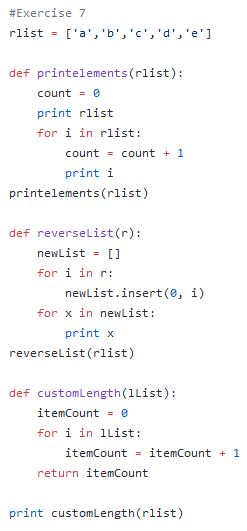 #Exercise 7
rlist = ['a','b','c','d','e']

def printelements(rlist):
    count = 0
    print rlist
    for i in rlist:
        count = count + 1
        print i
printelements(rlist)

def reverseList(r):
    newList = []
    for i in r:
        newList.insert(0, i)
    for x in newList:
        print x
reverseList(rlist)

def customLength(lList):
    itemCount = 0
    for i in lList:
        itemCount = itemCount + 1
    return itemCount

print customLength(rlist)